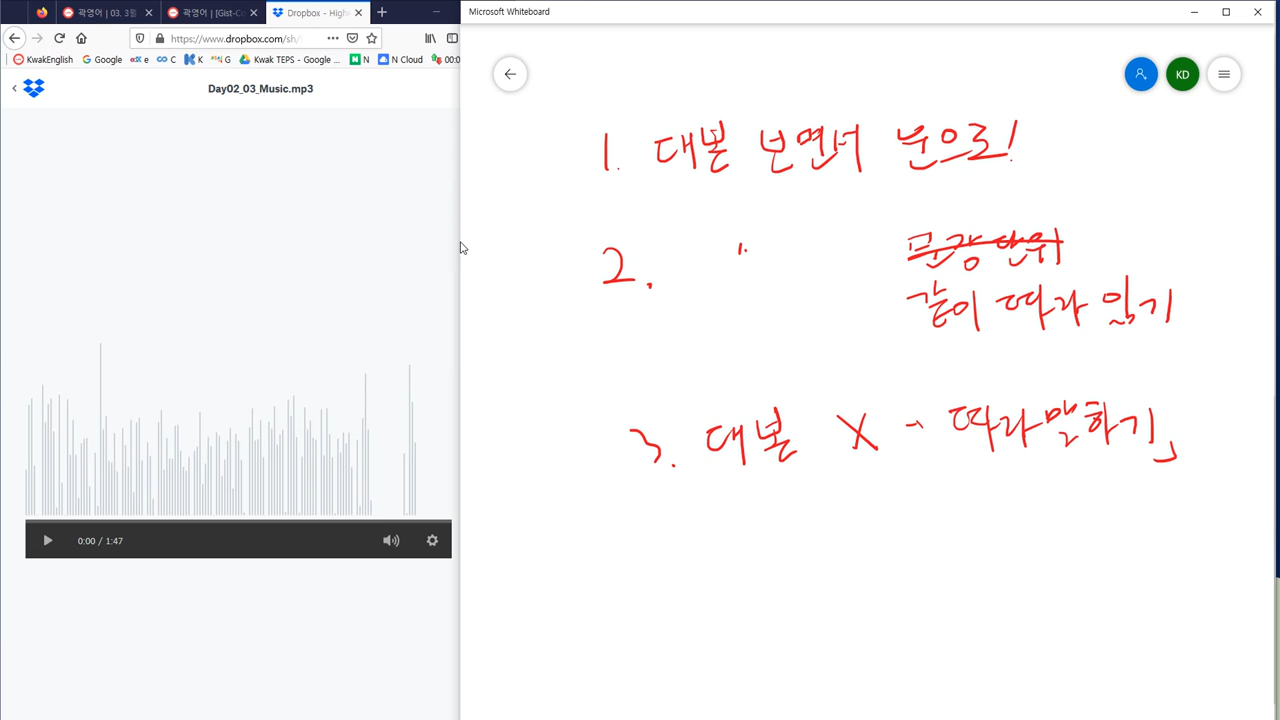 곽영어 | 03. 3월
곽영어 | [Gist-Co
Dropbox - High
https://www.dropbox.com/sh/
KwakEnglish
Google
e
C
K
G
Kwak TEPS - Google ...
N
N Cloud
00:0
Day02_03_Music.mp3
0:00 / 1:47
Microsoft Whiteboard
KD
1. 대본 보면서 눈으로!
2. " 문장 단위
같이 따라 읽기
3. 대본 X → 따라말하기